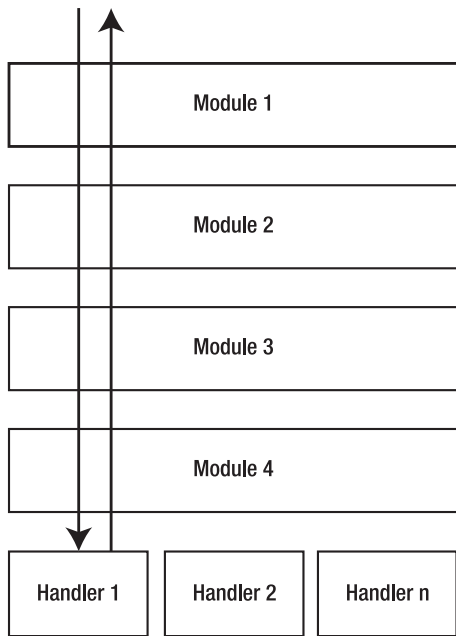 Module 1
Module 2
Module 3
Module 4
Handler 1
Handler 2
Handler n